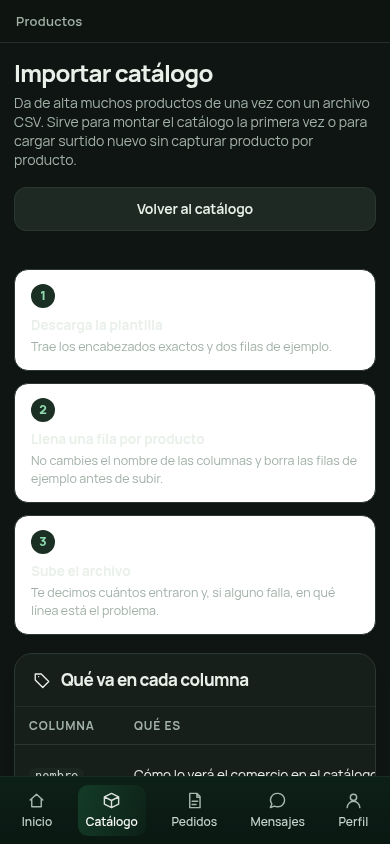 Productos
Importar catálogo
Da de alta muchos productos de una vez con un archivo
CSV. Sirve para montar el catálogo la primera vez o para
cargar surtido nuevo sin capturar producto por
producto.
Volver al catálogo
1
Descarga la plantilla
Trae los encabezados exactos y dos filas de ejemplo.
2
Llena una fila por producto
No cambies el nombre de las columnas y borra las filas de
ejemplo antes de subir.
3
Sube el archivo
Te decimos cuántos entraron y, si alguno falla, en qué
línea está el problema.
Qué va en cada columna
COLUMNA QUÉ ES
nombre Cómo lo verá el comercio en el catálogo
Inicio Catálogo Pedidos Mensajes Perfil